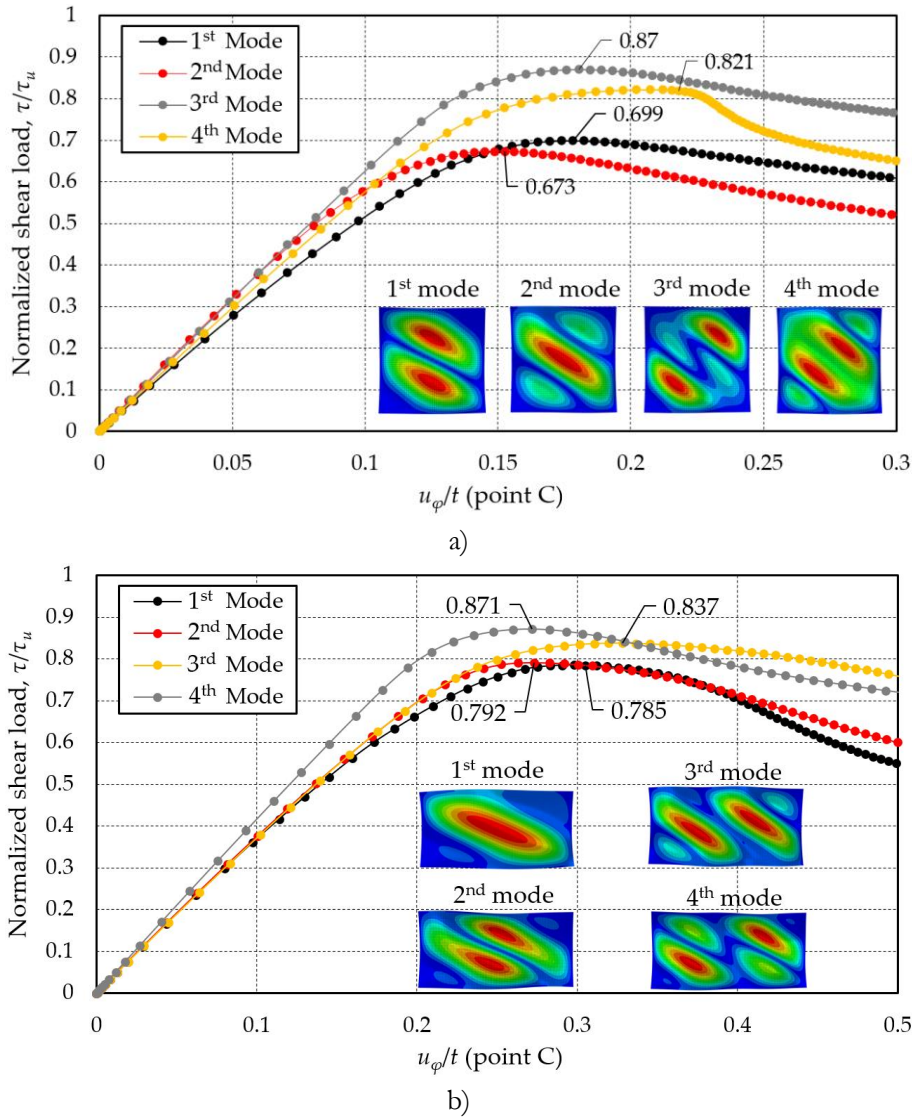 1
0.9
0.8
0.7
0.6
0.5
0.4
0.3
0.2
0.1
0
Normalized shear load, τ/τu
1st Mode
2nd Mode
3rd Mode
4th Mode
0.87
0.821
0.699
0.673
1st mode 2nd mode 3rd mode 4th mode
0 0.05 0.1 0.15 0.2 0.25 0.3
uφ/t (point C)
a)
1
0.9
0.8
0.7
0.6
0.5
0.4
0.3
0.2
0.1
0
Normalized shear load, τ/τu
1st Mode
2nd Mode
3rd Mode
4th Mode
0.871 0.837
0.792 0.785
1st mode 3rd mode
2nd mode 4th mode
0 0.1 0.2 0.3 0.4 0.5
uφ/t (point C)
b)